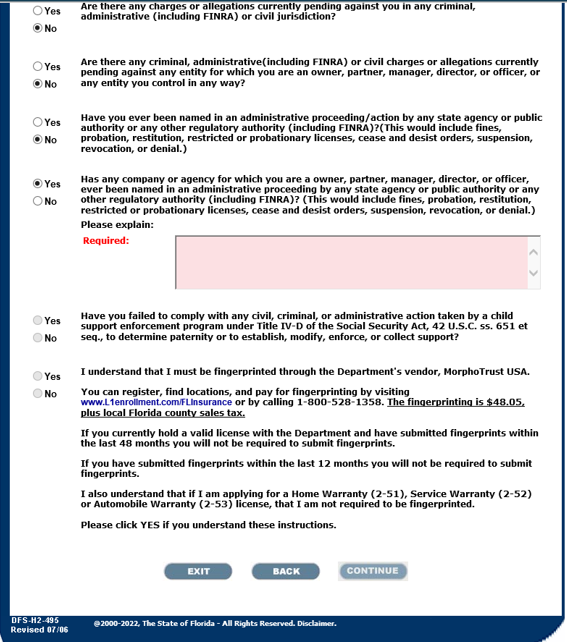 Yes
Are there any charges or allegations currently pending against you in any criminal,
administrative (including FINRA) or civil jurisdiction?
No
Yes
Are there any criminal, administrative(including FINRA) or civil charges or allegations currently
pending against any entity for which you are an owner, partner, manager, director, or officer, or
any entity you control in any way?
No
Yes
Have you ever been named in an administrative proceeding/action by any state agency or public
authority or any other regulatory authority (including FINRA)?(This would include fines,
probation, restitution, restricted or probationary licenses, cease and desist orders, suspension,
revocation, or denial.)
No
Yes
Has any company or agency for which you are a owner, partner, manager, director, or officer,
ever been named in an administrative proceeding by any state agency or public authority or any
other regulatory authority (including FINRA)? (This would include fines, probation, restitution,
restricted or probationary licenses, cease and desist orders, suspension, revocation, or denial.)
No
Please explain:
Required:
Yes
Have you failed to comply with any civil, criminal, or administrative action taken by a child
support enforcement program under Title IV-D of the Social Security Act, 42 U.S.C. ss. 651 et
seq., to determine paternity or to establish, modify, enforce, or collect support?
No
Yes
I understand that I must be fingerprinted through the Department's vendor, MorphoTrust USA.
No
You can register, find locations, and pay for fingerprinting by visiting
www.L1enrollment.com/FLInsurance or by calling 1-800-528-1358. The fingerprinting is $48.05,
plus local Florida county sales tax.
If you currently hold a valid license with the Department and have submitted fingerprints within
the last 48 months you will not be required to submit fingerprints.
If you have submitted fingerprints within the last 12 months you will not be required to submit
fingerprints.
I also understand that if I am applying for a Home Warranty (2-51), Service Warranty (2-52)
or Automobile Warranty (2-53) license, that I am not required to be fingerprinted.
Please click YES if you understand these instructions.
EXIT
BACK
CONTINUE
DFS-H2-495
Revised 07/06
@2000-2022, The State of Florida - All Rights Reserved. Disclaimer.